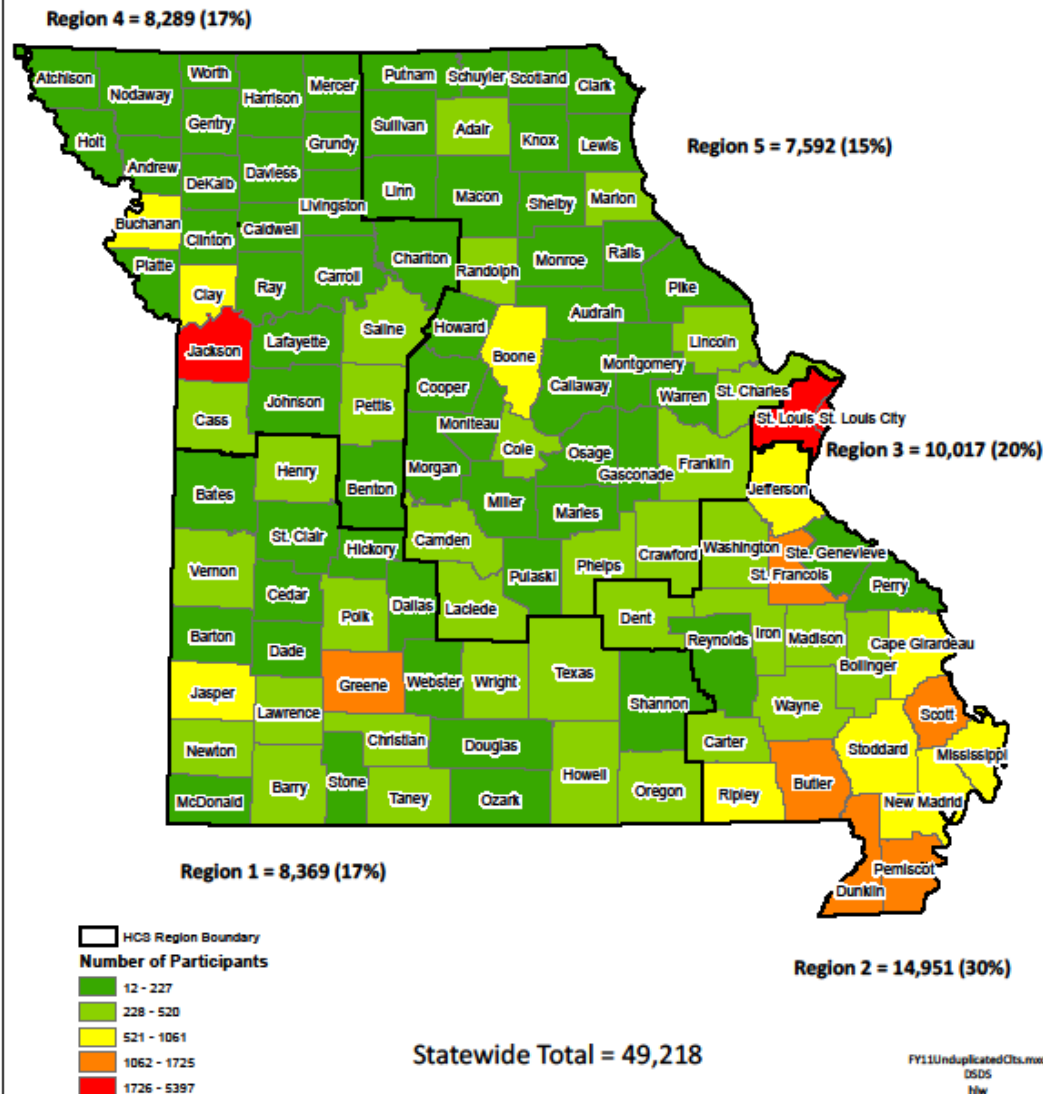 Region 4 = 8,289 (17%)
Atchison
Nodaway
Worth
Harrison
Mercer
Putnam
Schuyler
Scotland
Clark
Holt
Gentry
Sullivan
Adair
Knox
Lewis
Andrew
DeKalb
Daviess
Grundy
Region 5 = 7,592 (15%)
Livingston
Linn
Macon
Shelby
Marion
Buchanan
Clinton
Caldwell
Platte
Clay
Ray
Carroll
Chariton
Randolph
Monroe
Ralls
Pike
Jackson
Lafayette
Saline
Howard
Boone
Audrain
Lincoln
Cass
Johnson
Pettis
Cooper
Moniteau
Callaway
Montgomery
Warren
St. Charles
St. Louis
St. Louis City
Region 3 = 10,017 (20%)
Bates
Henry
Benton
Morgan
Cole
Osage
Gasconade
Franklin
Jefferson
St. Clair
Hickory
Miller
Maries
Vernon
Cedar
Camden
Pulaski
Phelps
Crawford
Washington
Ste. Genevieve
St. Francois
Perry
Barton
Dade
Polk
Dallas
Laclede
Dent
Reynolds
Iron
Madison
Bollinger
Cape Girardeau
Jasper
Lawrence
Greene
Webster
Wright
Texas
Shannon
Wayne
Scott
Newton
Christian
Douglas
Howell
Carter
Stoddard
Mississippi
McDonald
Barry
Stone
Taney
Ozark
Oregon
Ripley
Butler
New Madrid
Dunklin
Pemiscot
Region 1 = 8,369 (17%)
Region 2 = 14,951 (30%)
HCS Region Boundary
Number of Participants
12 - 227
228 - 520
521 - 1061
1062 - 1725
1726 - 5397
Statewide Total = 49,218
FY11UnduplicatedClts.mxd
DSDS
hlw